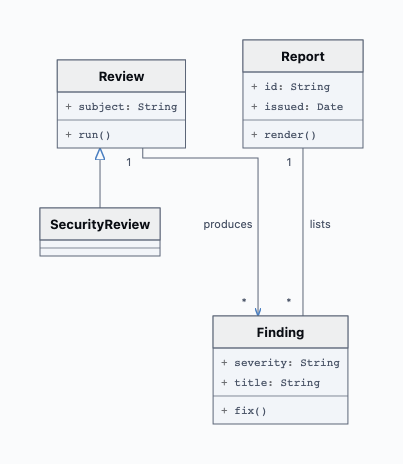 Review
+ subject: String
+ run()
Report
+ id: String
+ issued: Date
+ render()
1
1
SecurityReview
produces
lists
*
*
Finding
+ severity: String
+ title: String
+ fix()